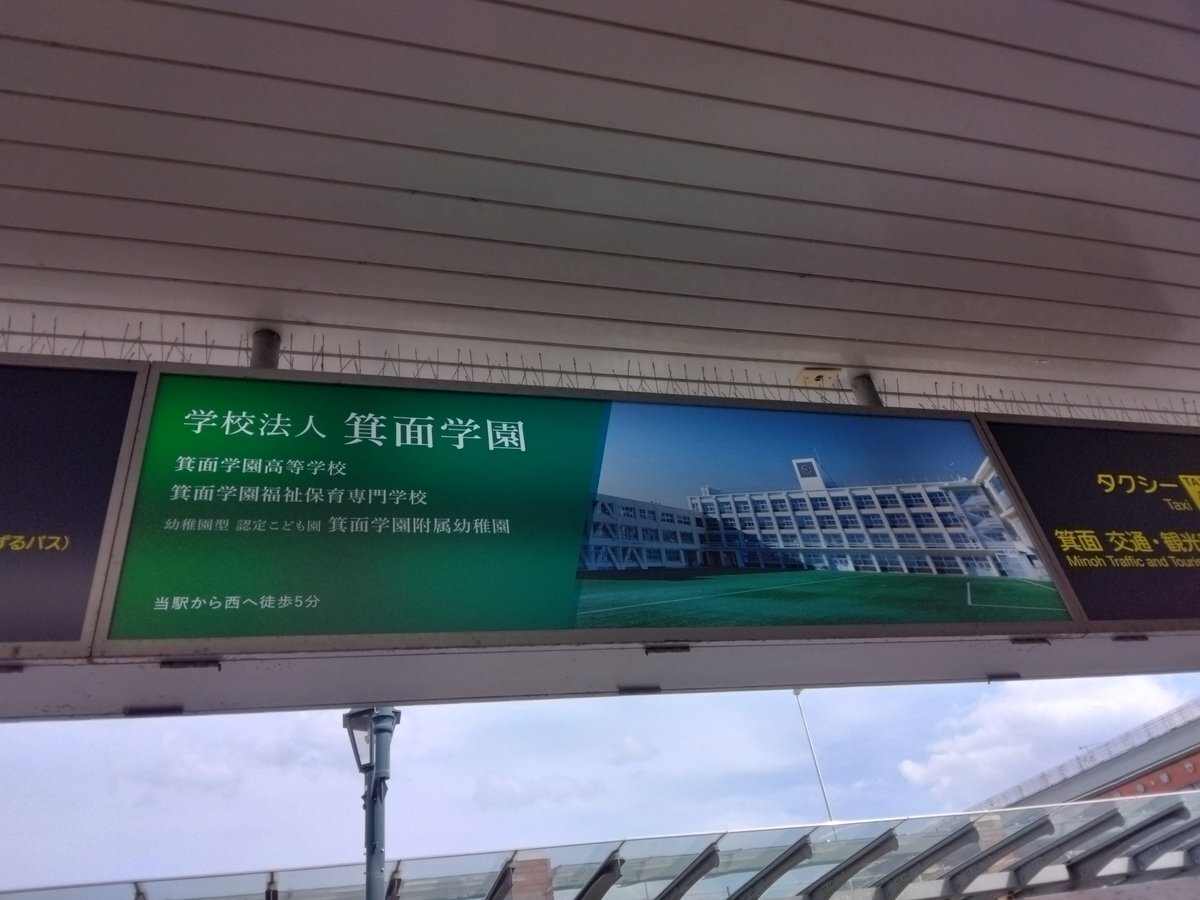 ずるバス）
学校法人 箕面学園
箕面学園高等学校
箕面学園福祉保育専門学校
幼稚園型 認定こども園 箕面学園附属幼稚園
当駅から西へ徒歩5分
タクシー
Taxi
箕面 交通・観光
Minoh Traffic and